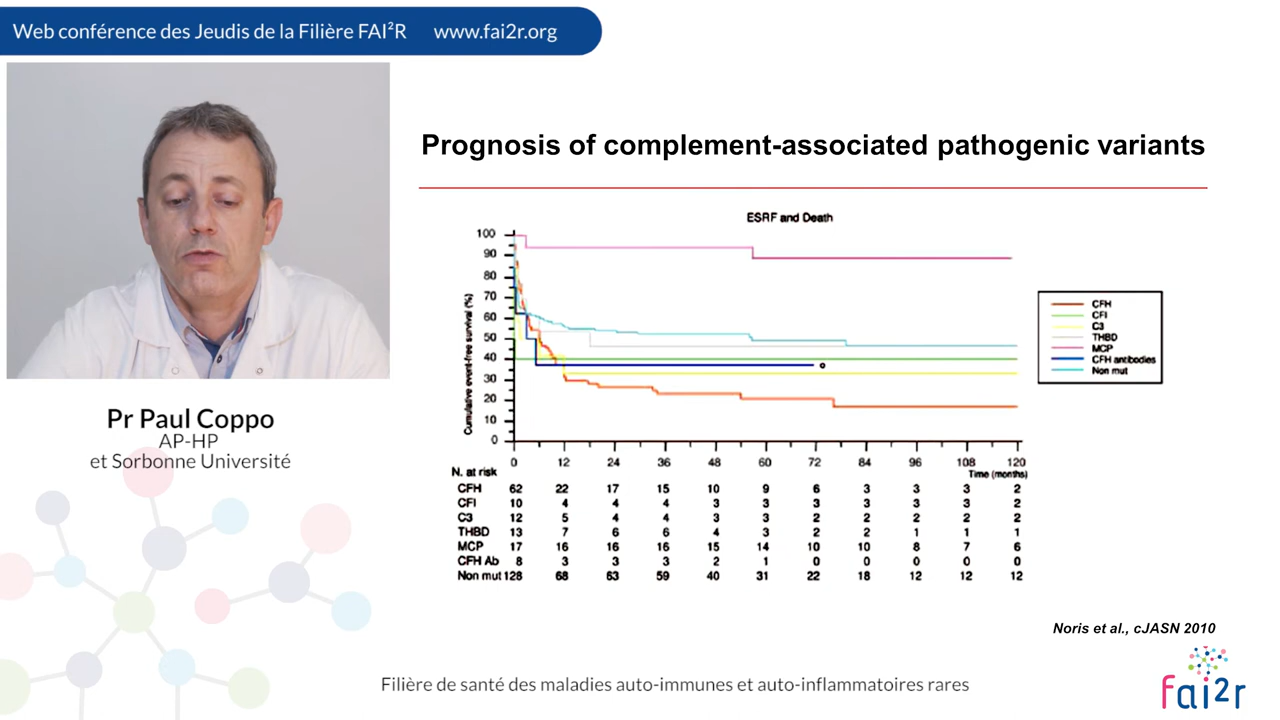 Web conférence des Jeudis de la Filière FAI²R www.fai2r.org
Prognosis of complement-associated pathogenic variants
Pr Paul Coppo
AP-HP
et Sorbonne Université
ESRF and Death
Cumulative event-free survival (%)
100
90
80
70
60
50
40
30
20
10
0
0 12 24 36 48 60 72 84 96 108 120
Time (months)
CFH
CFI
C3
THBD
MCP
CFH antibodies
Non mut
N. at risk
CFH 62 22 17 15 10 9 6 3 3 3 2
CFI 10 4 4 4 3 3 3 3 3 3 2
C3 12 5 4 4 3 3 2 2 2 2 2
THBD 13 7 6 6 4 3 2 2 1 1 1
MCP 17 16 16 16 15 14 10 10 8 7 6
CFH Ab 8 3 3 3 2 1 0 0 0 0 0
Non mut 128 68 63 59 40 31 22 18 12 12 12
Noris et al., cJASN 2010
Filière de santé des maladies auto-immunes et auto-inflammatoires rares
fai2r